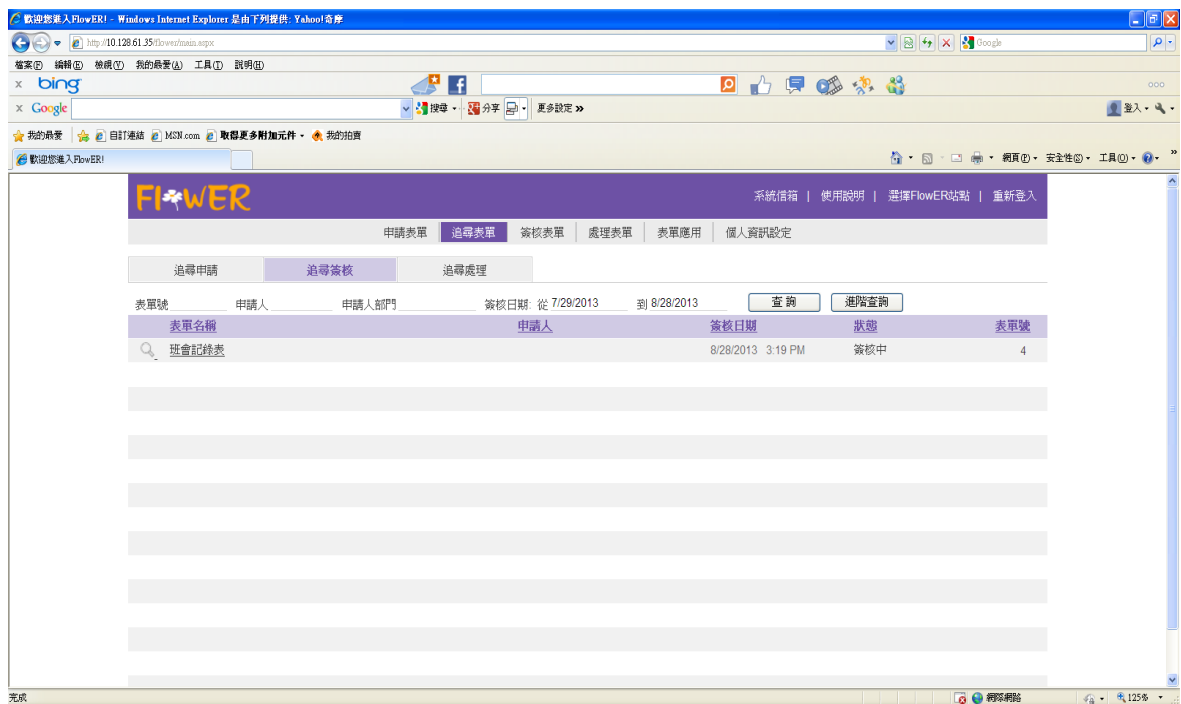 歡迎您進入FlowER! - Windows Internet Explorer 是由下列提供: Yahoo!奇摩
http://10.128.61.35/flower/main.aspx
Google
檔案(F) 編輯(E) 檢視(V) 我的最愛(A) 工具(T) 說明(H)
x bing
x Google 搜尋 分享 更多設定 » 登入
我的最愛 自訂連結 MSN.com 取得更多附加元件 我的拍賣
歡迎您進入FlowER! 網頁(P) 安全性(S) 工具(O) »
FlowER 系統信箱 | 使用說明 | 選擇FlowER站點 | 重新登入
申請表單 追尋表單 簽核表單 處理表單 表單應用 個人資訊設定
追尋申請 追尋簽核 追尋處理
表單號 申請人 申請人部門 簽核日期: 從 7/29/2013 到 8/28/2013 查 詢 進階查詢
表單名稱 申請人 簽核日期 狀態 表單號
班會記錄表 8/28/2013 3:19 PM 簽核中 4
完成 網際網路 125%